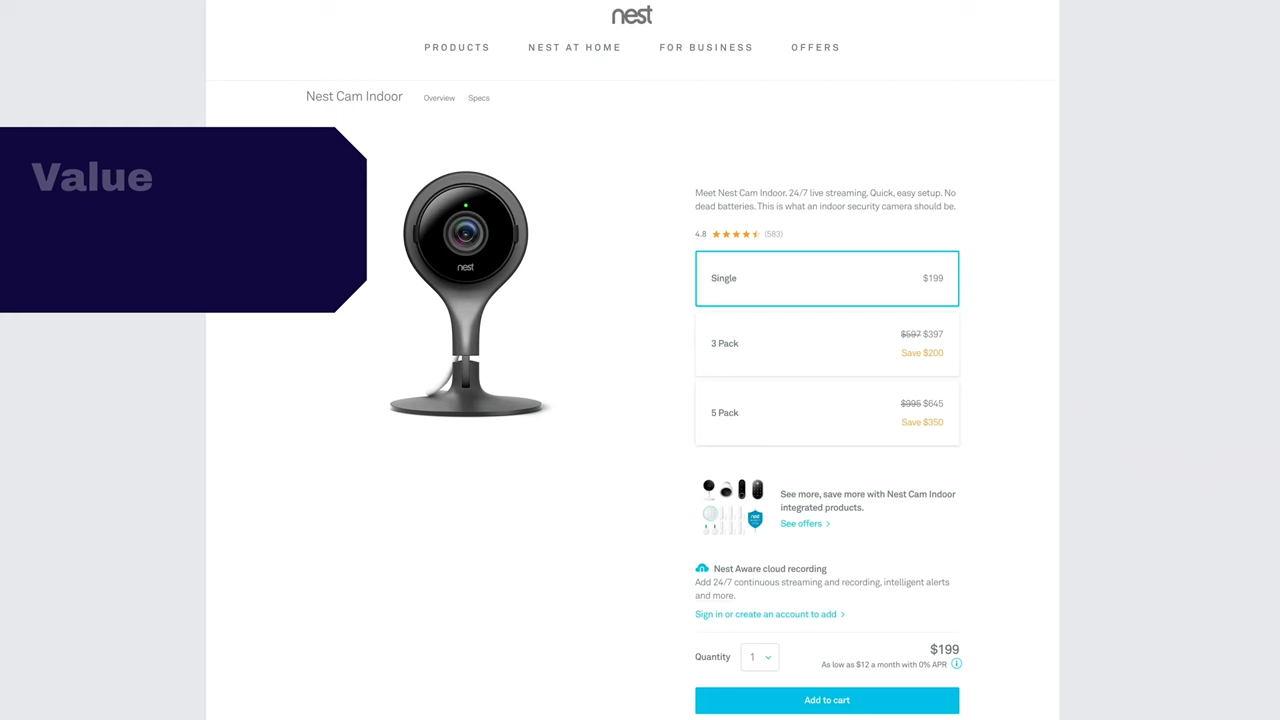 nest
PRODUCTS NEST AT HOME FOR BUSINESS OFFERS
Nest Cam Indoor Overview Specs
Value
nest
Meet Nest Cam Indoor. 24/7 live streaming. Quick, easy setup. No
dead batteries. This is what an indoor security camera should be.
4.8 (583)
Single $199
3 Pack $597 $397
Save $200
5 Pack $995 $645
Save $350
See more, save more with Nest Cam Indoor
integrated products.
See offers >
nest
Nest Aware cloud recording
Add 24/7 continuous streaming and recording, intelligent alerts
and more.
Sign in or create an account to add >
Quantity 1 $199
As low as $12 a month with 0% APR
Add to cart